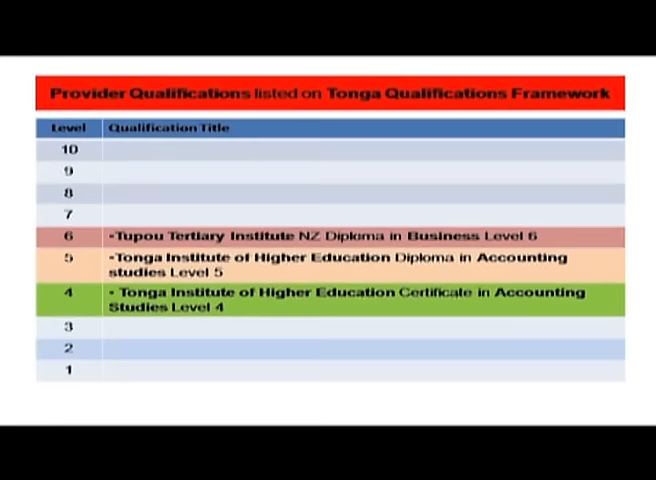 Provider Qualifications listed on Tonga Qualifications Framework
Level Qualification Title
10
9
8
7
6 -Tupou Tertiary Institute NZ Diploma in Business Level 6
5 -Tonga Institute of Higher Education Diploma in Accounting
studies Level 5
4 - Tonga Institute of Higher Education Certificate in Accounting
Studies Level 4
3
2
1